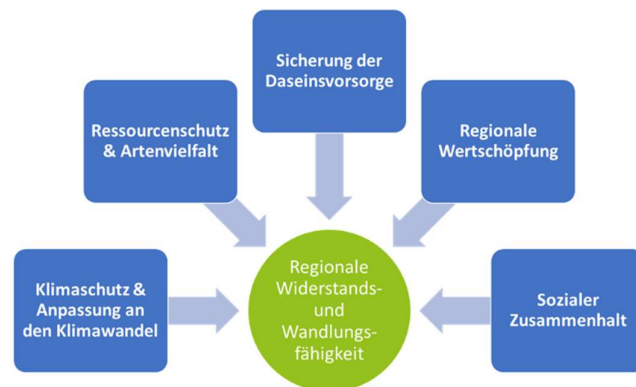 Sicherung der
Daseinsvorsorge
Ressourcenschutz
& Artenvielfalt
Regionale
Wertschöpfung
Klimaschutz &
Anpassung an
den Klimawandel
Regionale
Widerstands-
und
Wandlungs-
fähigkeit
Sozialer
Zusammenhalt